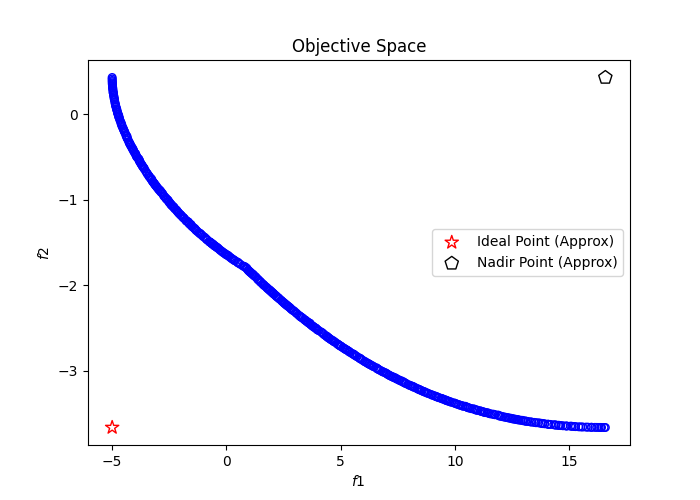 Objective Space
0
−1
−2
−3
−5
0
5
10
15
f1
f2
Ideal Point (Approx)
Nadir Point (Approx)